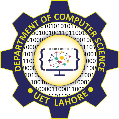 DEPARTMENT OF COMPUTER SCIENCE
UET LAHORE